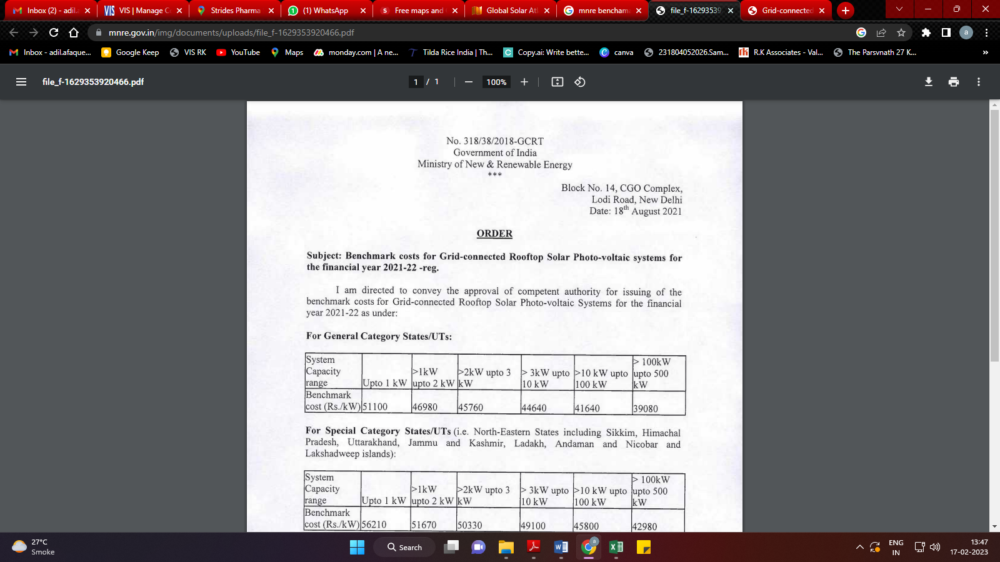 Inbox (2) - adil.a
VIS | Manage C
Strides Pharma
(1) WhatsApp
Free maps and
Global Solar Atl
mnre benchama
file_f-16293539
Grid-connected
mnre.gov.in/img/documents/uploads/file_f-1629353920466.pdf
a
Inbox - adil.afaque...
Google Keep
VIS RK
YouTube
Maps
monday.com | A ne...
Tilda Rice India | Th...
Copy.ai: Write bette...
canva
231804052026.Sam...
R.K Associates - Val...
The Parsvnath 27 K...
»
file_f-1629353920466.pdf
1 / 1
100%
No. 318/38/2018-GCRT
Government of India
Ministry of New & Renewable Energy
***
Block No. 14, CGO Complex,
Lodi Road, New Delhi
Date: 18th August 2021
ORDER
Subject: Benchmark costs for Grid-connected Rooftop Solar Photo-voltaic systems for
the financial year 2021-22 -reg.
I am directed to convey the approval of competent authority for issuing of the
benchmark costs for Grid-connected Rooftop Solar Photo-voltaic Systems for the financial
year 2021-22 as under:
For General Category States/UTs:
System Capacity range Upto 1 kW >1kW upto 2 kW >2kW upto 3 kW > 3kW upto 10 kW >10 kW upto 100 kW > 100kW upto 500 kW
Benchmark cost (Rs./kW) 51100 46980 45760 44640 41640 39080
For Special Category States/UTs (i.e. North-Eastern States including Sikkim, Himachal
Pradesh, Uttarakhand, Jammu and Kashmir, Ladakh, Andaman and Nicobar and
Lakshadweep islands):
System Capacity range Upto 1 kW >1kW upto 2 kW >2kW upto 3 kW > 3kW upto 10 kW >10 kW upto 100 kW > 100kW upto 500 kW
Benchmark cost (Rs./kW) 56210 51670 50330 49100 45800 42980
27°C
Smoke
Search
ENG
IN
13:47
17-02-2023